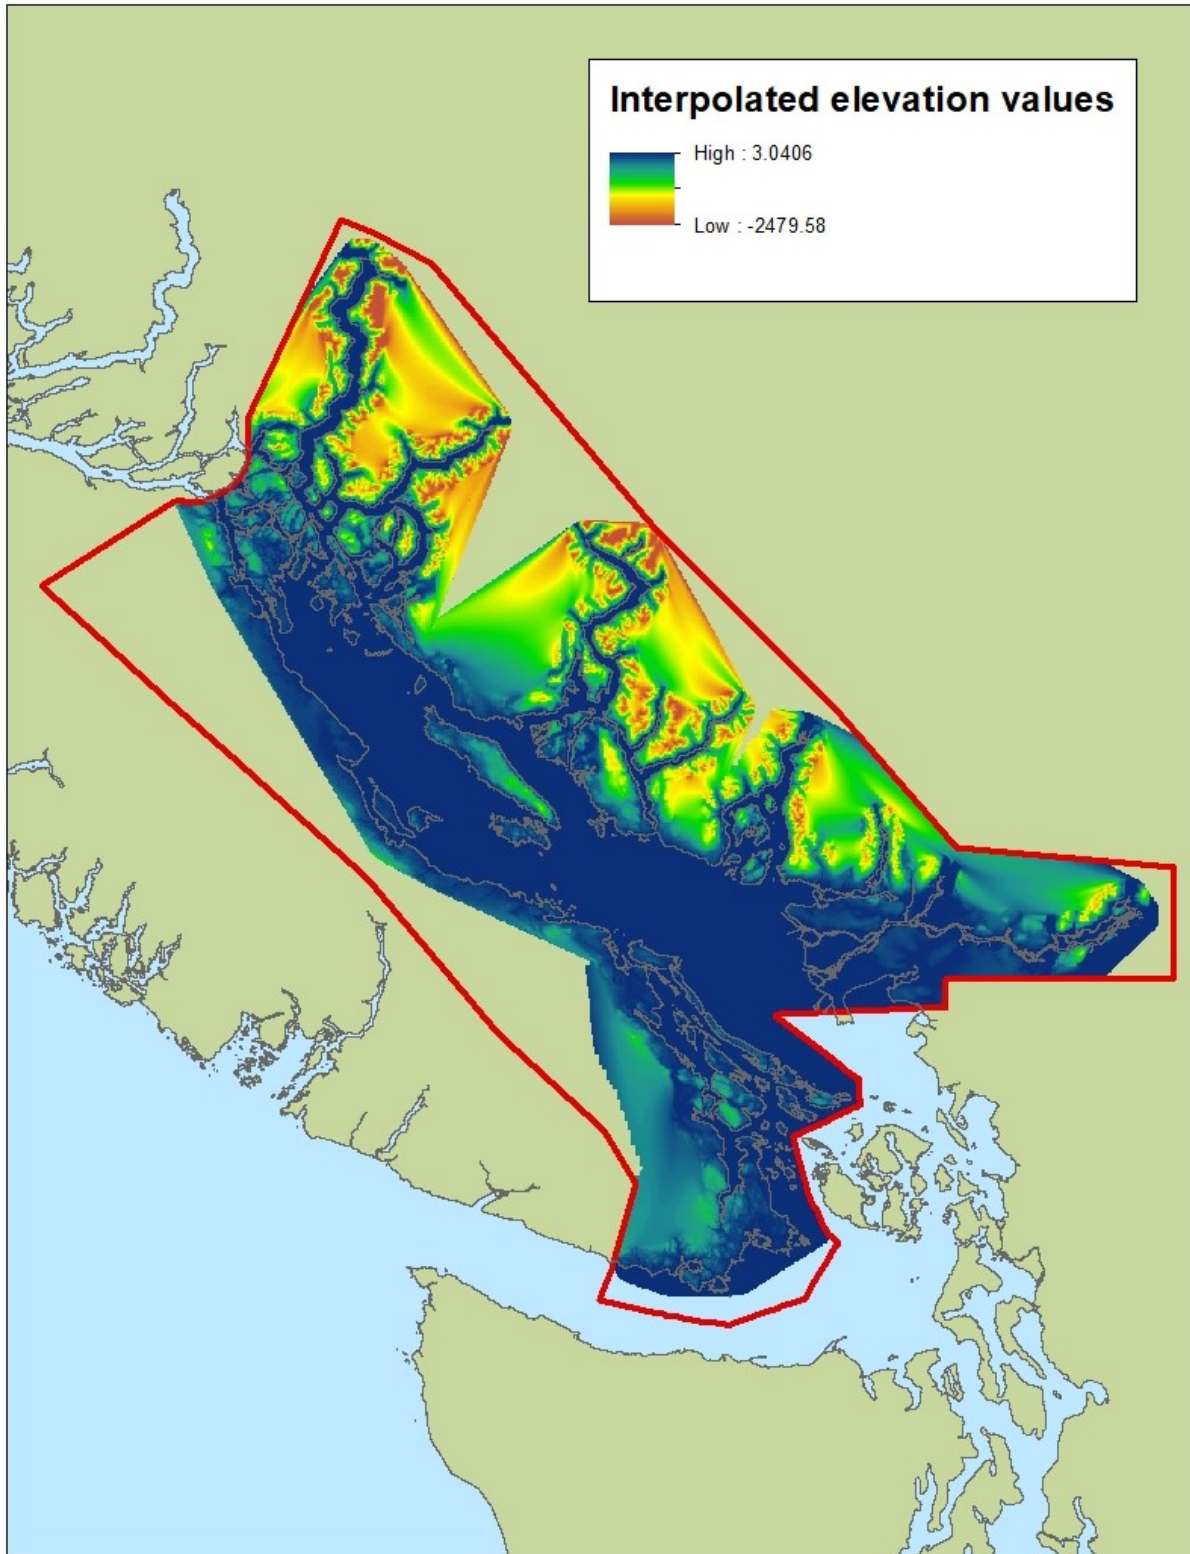 Interpolated elevation values
High : 3.0406
Low : -2479.58